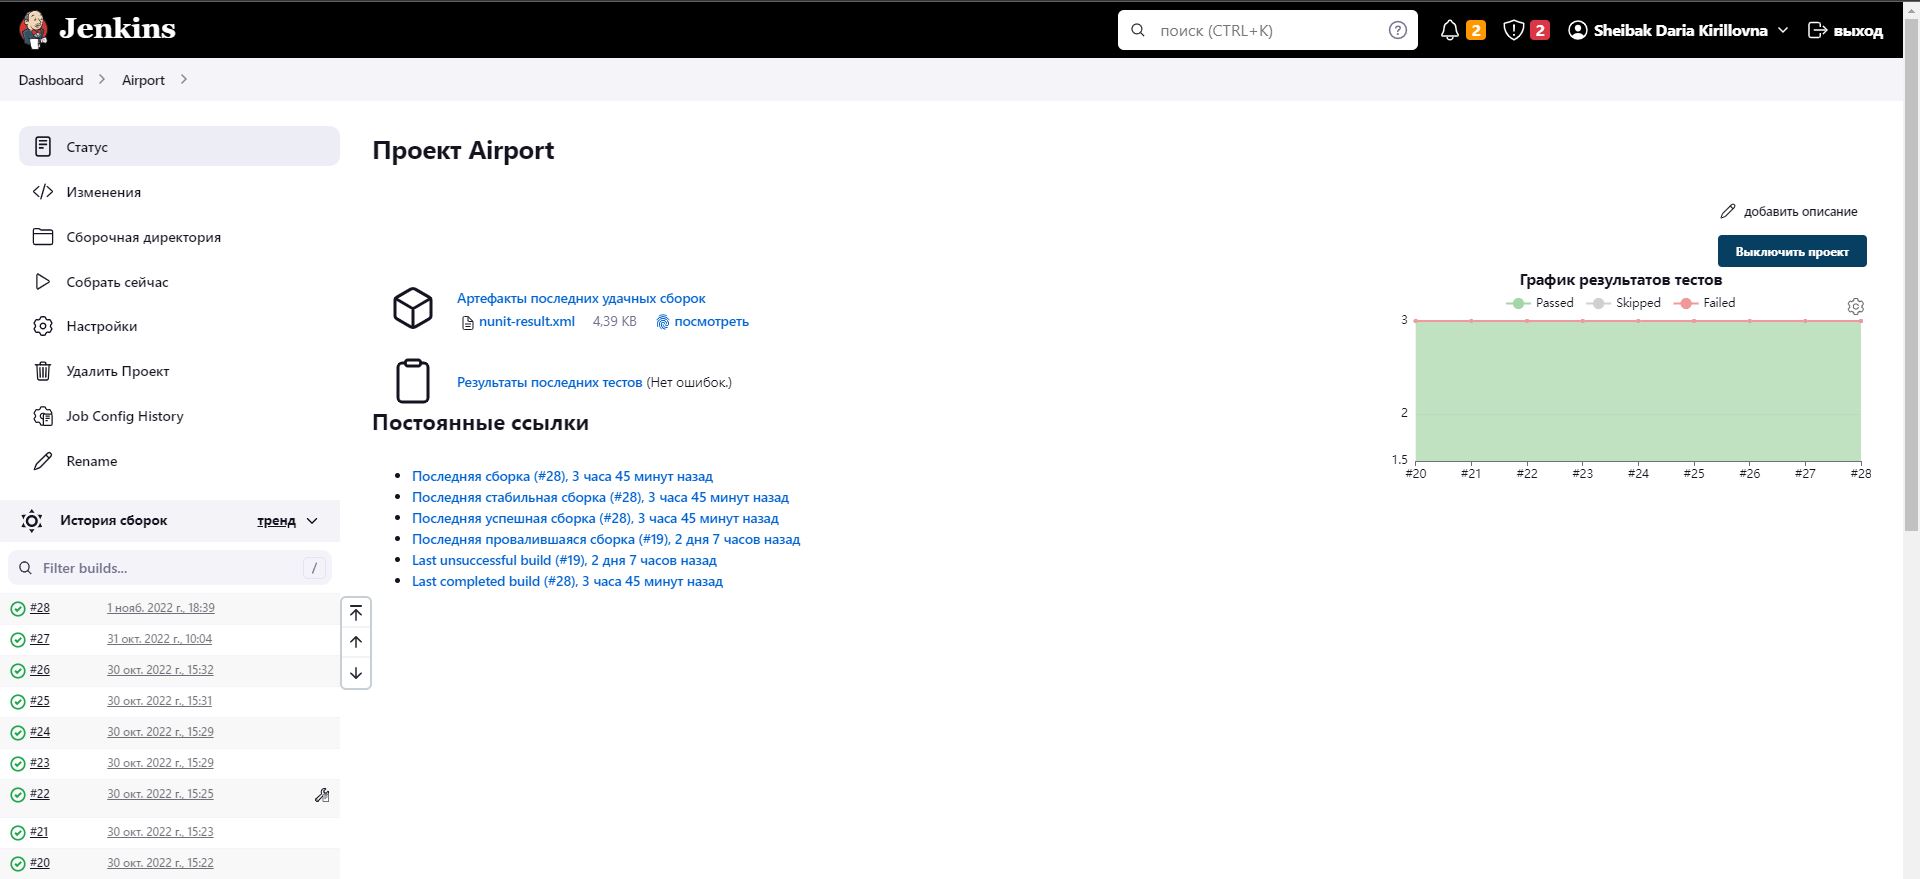 Jenkins
поиск (CTRL+K)
2
2
Sheibak Daria Kirillovna
выход
Dashboard
Airport
Статус
Изменения
Сборочная директория
Собрать сейчас
Настройки
Удалить Проект
Job Config History
Rename
История сборок
тренд
Filter builds...
/
#28 1 нояб. 2022 г., 18:39
#27 31 окт. 2022 г., 10:04
#26 30 окт. 2022 г., 15:32
#25 30 окт. 2022 г., 15:31
#24 30 окт. 2022 г., 15:29
#23 30 окт. 2022 г., 15:29
#22 30 окт. 2022 г., 15:25
#21 30 окт. 2022 г., 15:23
#20 30 окт. 2022 г., 15:22
Проект Airport
добавить описание
Выключить проект
Артефакты последних удачных сборок
nunit-result.xml 4,39 KB посмотреть
Результаты последних тестов (Нет ошибок.)
Постоянные ссылки
Последняя сборка (#28), 3 часа 45 минут назад
Последняя стабильная сборка (#28), 3 часа 45 минут назад
Последняя успешная сборка (#28), 3 часа 45 минут назад
Последняя провалившаяся сборка (#19), 2 дня 7 часов назад
Last unsuccessful build (#19), 2 дня 7 часов назад
Last completed build (#28), 3 часа 45 минут назад
График результатов тестов
Passed Skipped Failed
3
2
1.5
#20 #21 #22 #23 #24 #25 #26 #27 #28